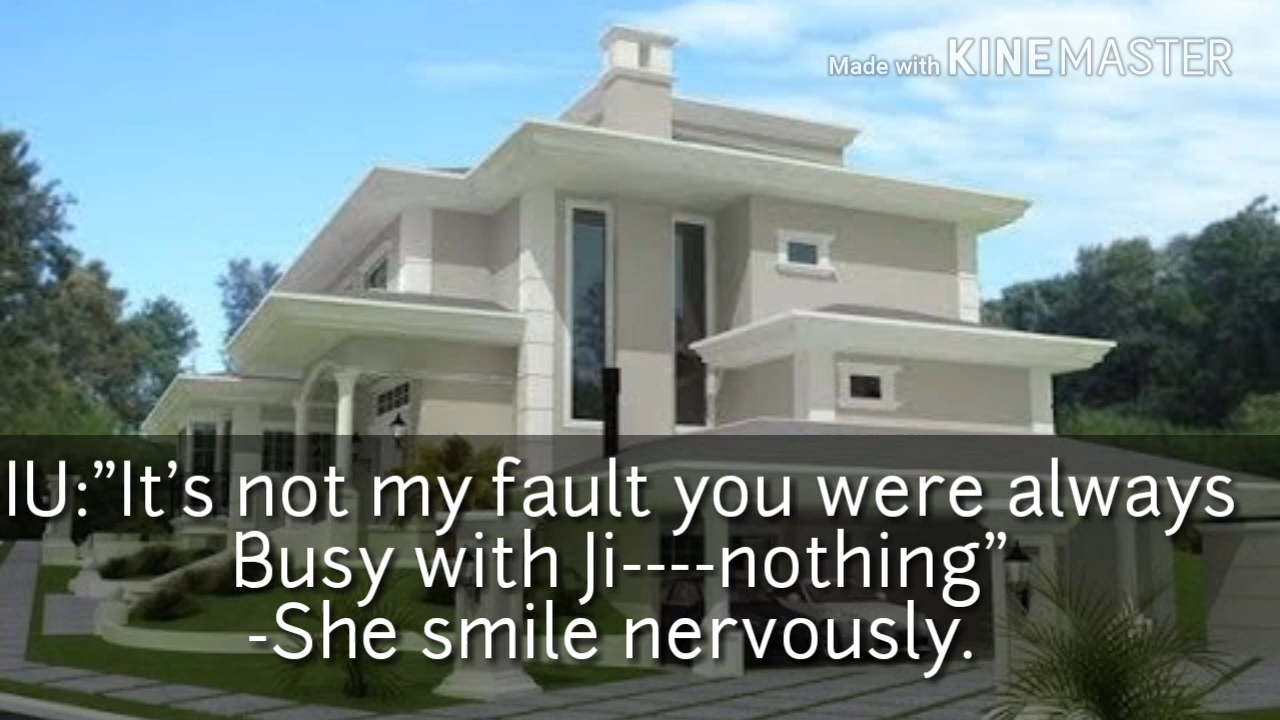 Made with KINEMASTER
IU:”It’s not my fault you were always
Busy with Ji----nothing”
-She smile nervously.